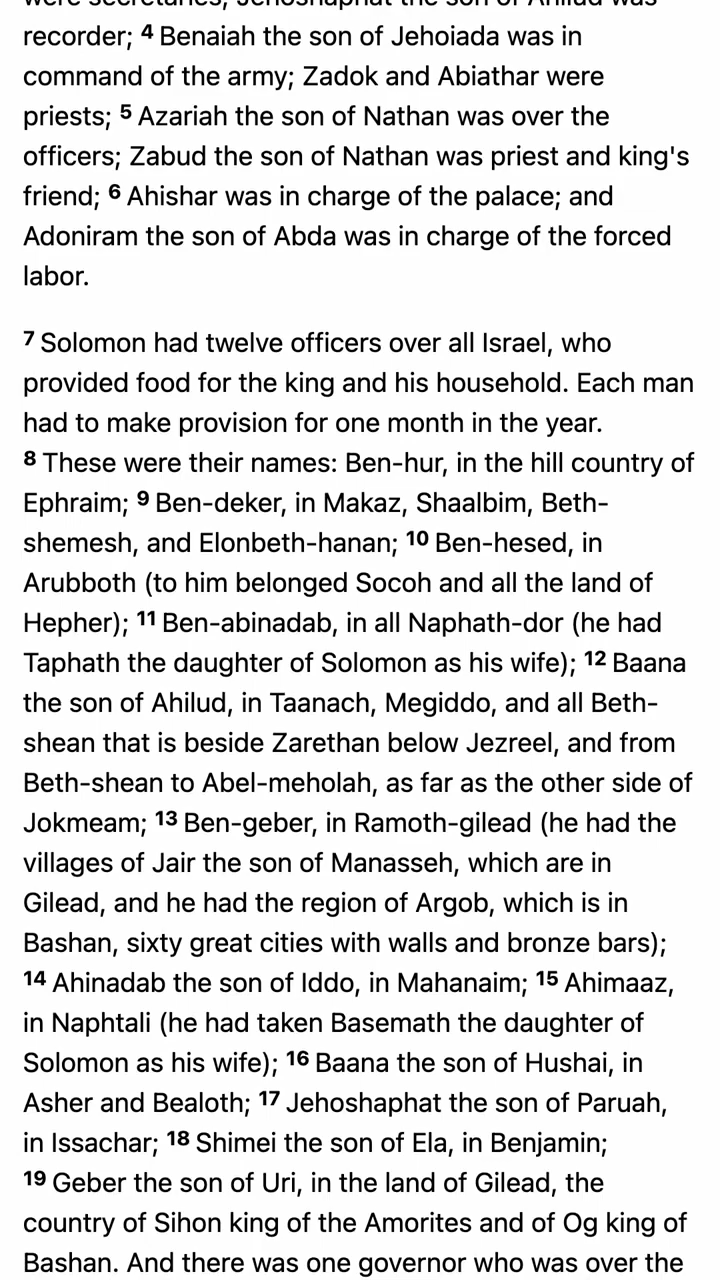 were secretaries; Jehoshaphat the son of Ahilud was
recorder; 4 Benaiah the son of Jehoiada was in
command of the army; Zadok and Abiathar were
priests; 5 Azariah the son of Nathan was over the
officers; Zabud the son of Nathan was priest and king's
friend; 6 Ahishar was in charge of the palace; and
Adoniram the son of Abda was in charge of the forced
labor.
7 Solomon had twelve officers over all Israel, who
provided food for the king and his household. Each man
had to make provision for one month in the year.
8 These were their names: Ben-hur, in the hill country of
Ephraim; 9 Ben-deker, in Makaz, Shaalbim, Beth-
shemesh, and Elonbeth-hanan; 10 Ben-hesed, in
Arubboth (to him belonged Socoh and all the land of
Hepher); 11 Ben-abinadab, in all Naphath-dor (he had
Taphath the daughter of Solomon as his wife); 12 Baana
the son of Ahilud, in Taanach, Megiddo, and all Beth-
shean that is beside Zarethan below Jezreel, and from
Beth-shean to Abel-meholah, as far as the other side of
Jokmeam; 13 Ben-geber, in Ramoth-gilead (he had the
villages of Jair the son of Manasseh, which are in
Gilead, and he had the region of Argob, which is in
Bashan, sixty great cities with walls and bronze bars);
14 Ahinadab the son of Iddo, in Mahanaim; 15 Ahimaaz,
in Naphtali (he had taken Basemath the daughter of
Solomon as his wife); 16 Baana the son of Hushai, in
Asher and Bealoth; 17 Jehoshaphat the son of Paruah,
in Issachar; 18 Shimei the son of Ela, in Benjamin;
19 Geber the son of Uri, in the land of Gilead, the
country of Sihon king of the Amorites and of Og king of
Bashan. And there was one governor who was over the